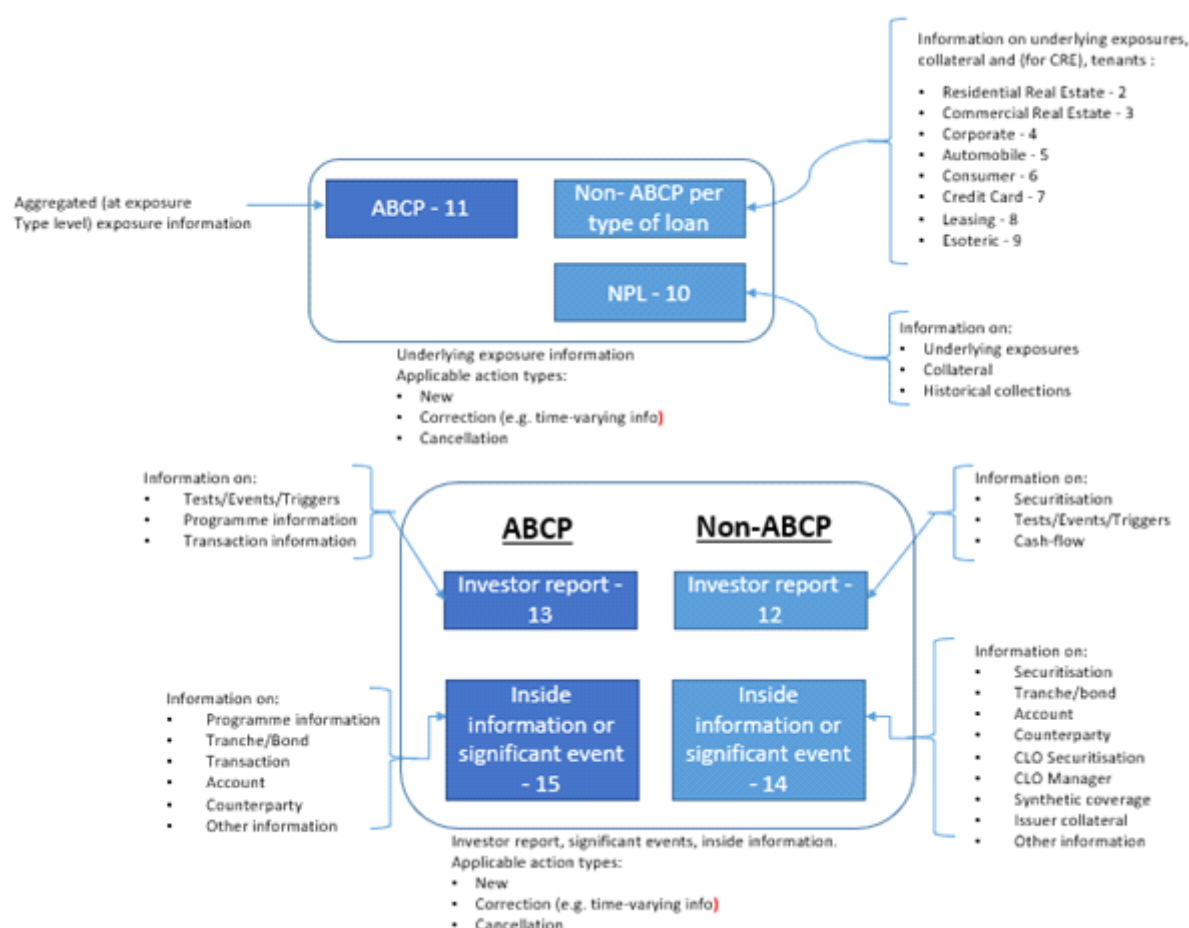 Information on underlying exposures,
collateral and (for CRE), tenants :
• Residential Real Estate - 2
• Commercial Real Estate - 3
• Corporate - 4
• Automobile - 5
• Consumer - 6
• Credit Card - 7
• Leasing - 8
• Esoteric - 9
Aggregated (at exposure
Type level) exposure information
ABCP - 11
Non- ABCP per
type of loan
NPL - 10
Information on:
• Underlying exposures
• Collateral
• Historical collections
Underlying exposure information
Applicable action types:
• New
• Correction (e.g. time-varying info)
• Cancellation
Information on:
• Tests/Events/Triggers
• Programme information
• Transaction information
ABCP
Non-ABCP
Information on:
• Securitisation
• Tests/Events/Triggers
• Cash-flow
Investor report -
13
Investor report -
12
Information on:
• Programme information
• Tranche/Bond
• Transaction
• Account
• Counterparty
• Other information
Inside
information or
significant event
- 15
Inside
information or
significant event
- 14
Information on:
• Securitisation
• Tranche/bond
• Account
• Counterparty
• CLO Securitisation
• CLO Manager
• Synthetic coverage
• Issuer collateral
• Other information
Investor report, significant events, inside information.
Applicable action types:
• New
• Correction (e.g. time-varying info)
• Cancellation